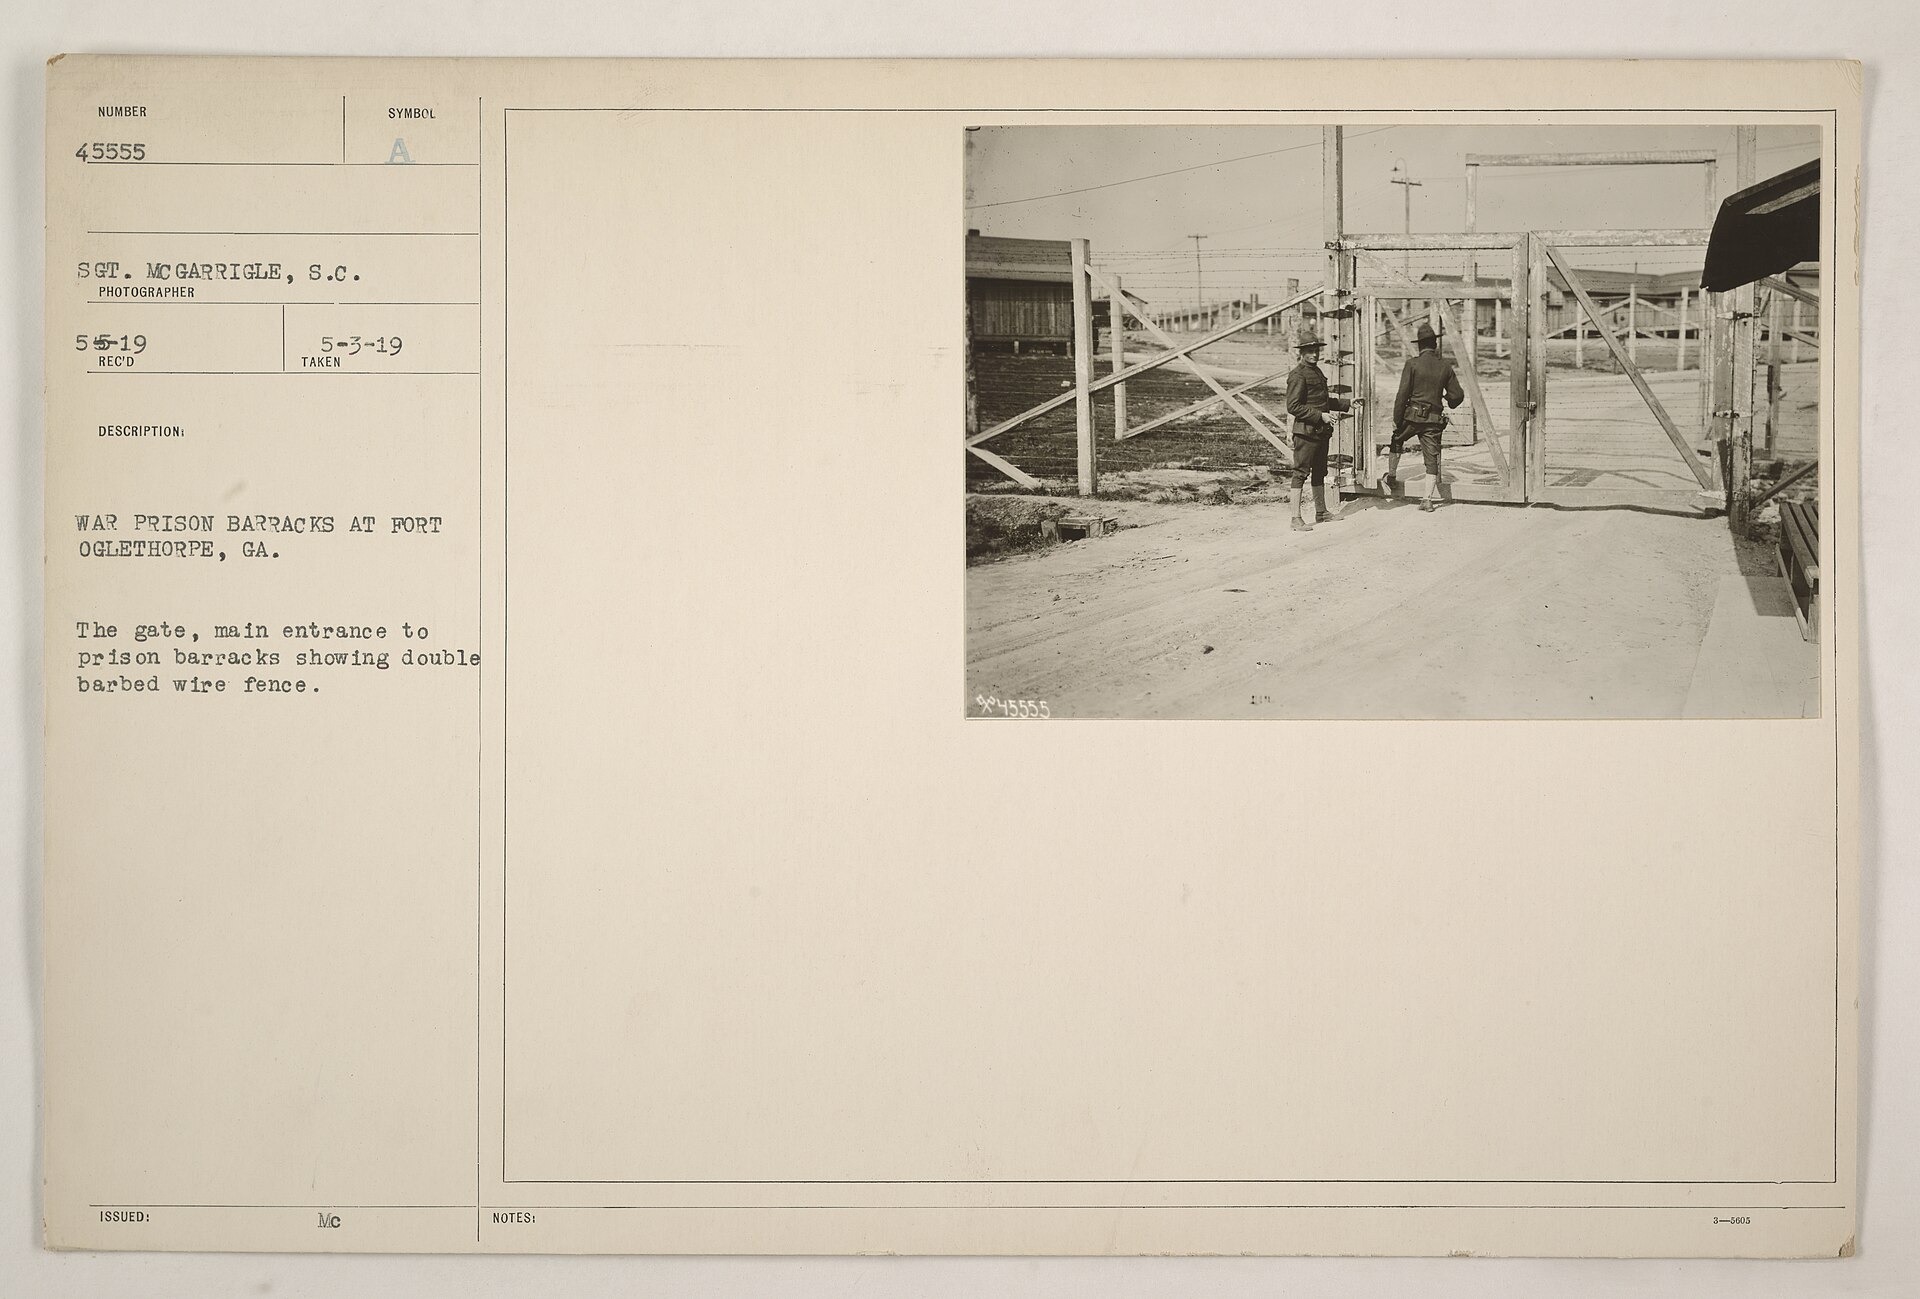 NUMBER
SYMBOL
45555
A
SGT. MCGARRIGLE, S.C.
PHOTOGRAPHER
5-5-19
5-3-19
REC'D
TAKEN
DESCRIPTION:
WAR PRISON BARRACKS AT FORT
OGLETHORPE, GA.
The gate, main entrance to
prison barracks showing double
barbed wire fence.
45555
ISSUED:
Mc
NOTES:
3—5605